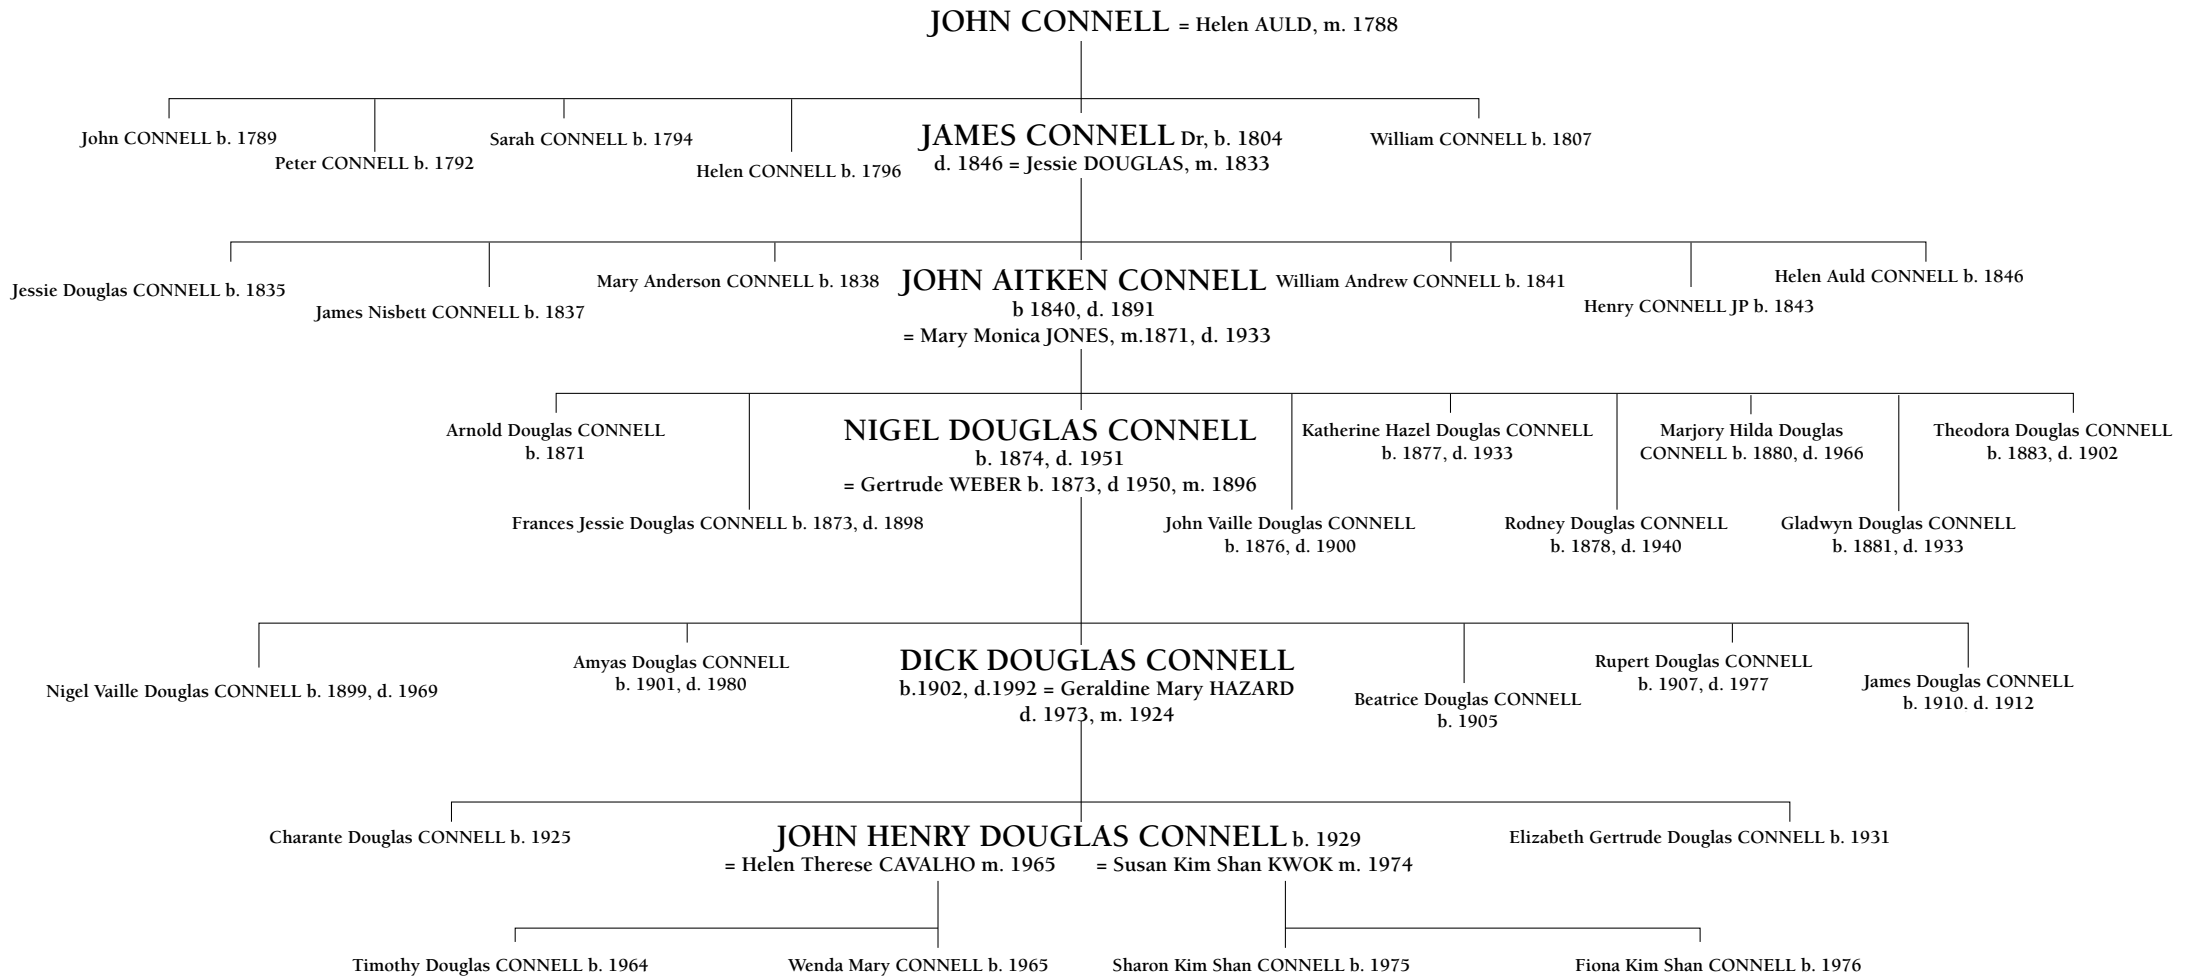 JOHN CONNELL = Helen AULD, m. 1788
John CONNELL b. 1789
Peter CONNELL b. 1792
Sarah CONNELL b. 1794
Helen CONNELL b. 1796
JAMES CONNELL Dr, b. 1804
d. 1846 = Jessie DOUGLAS, m. 1833
William CONNELL b. 1807
Jessie Douglas CONNELL b. 1835
James Nisbett CONNELL b. 1837
Mary Anderson CONNELL b. 1838
JOHN AITKEN CONNELL
b 1840, d. 1891
= Mary Monica JONES, m.1871, d. 1933
William Andrew CONNELL b. 1841
Henry CONNELL JP b. 1843
Helen Auld CONNELL b. 1846
Arnold Douglas CONNELL
b. 1871
Frances Jessie Douglas CONNELL b. 1873, d. 1898
NIGEL DOUGLAS CONNELL
b. 1874, d. 1951
= Gertrude WEBER b. 1873, d 1950, m. 1896
John Vaille Douglas CONNELL
b. 1876, d. 1900
Katherine Hazel Douglas CONNELL
b. 1877, d. 1933
Rodney Douglas CONNELL
b. 1878, d. 1940
Marjory Hilda Douglas
CONNELL b. 1880, d. 1966
Gladwyn Douglas CONNELL
b. 1881, d. 1933
Theodora Douglas CONNELL
b. 1883, d. 1902
Nigel Vaille Douglas CONNELL b. 1899, d. 1969
Amyas Douglas CONNELL
b. 1901, d. 1980
DICK DOUGLAS CONNELL
b.1902, d.1992 = Geraldine Mary HAZARD
d. 1973, m. 1924
Beatrice Douglas CONNELL
b. 1905
Rupert Douglas CONNELL
b. 1907, d. 1977
James Douglas CONNELL
b. 1910. d. 1912
Charante Douglas CONNELL b. 1925
JOHN HENRY DOUGLAS CONNELL b. 1929
= Helen Therese CAVALHO m. 1965
= Susan Kim Shan KWOK m. 1974
Elizabeth Gertrude Douglas CONNELL b. 1931
Timothy Douglas CONNELL b. 1964
Wenda Mary CONNELL b. 1965
Sharon Kim Shan CONNELL b. 1975
Fiona Kim Shan CONNELL b. 1976